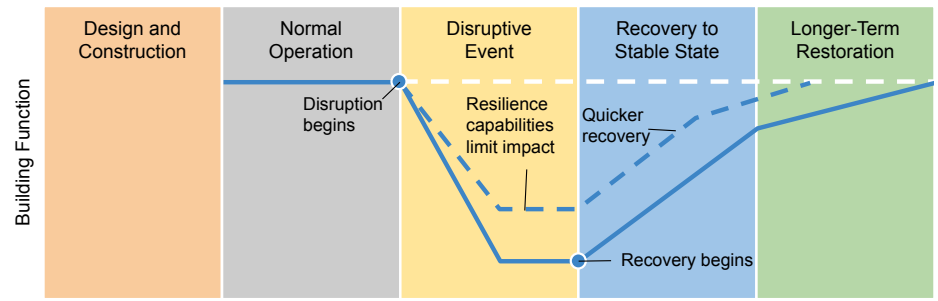 Design and
Construction
Normal
Operation
Disruptive
Event
Recovery to
Stable State
Longer-Term
Restoration
Building Function
Disruption
begins
Resilience
capabilities
limit impact
Quicker
recovery
Recovery begins